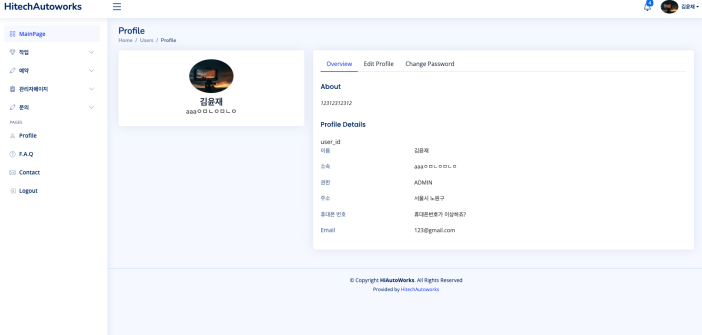 HitechAutoworks
4
김윤재
MainPage
작업
예약
관리자페이지
문의
PAGES
Profile
F.A.Q
Contact
Logout
Profile
Home / Users / Profile
김윤재
aaaㅇㅁㄴㅇㅁㄴㅇ
Overview Edit Profile Change Password
About
12312312312
Profile Details
user_id
이름 김윤재
소속 aaaㅇㅁㄴㅇㅁㄴㅇ
권한 ADMIN
주소 서울시 노원구
휴대폰 번호 휴대폰번호가 이상하죠?
Email 123@gmail.com
© Copyright HiAutoWorks. All Rights Reserved
Provided by HitechAutoworks